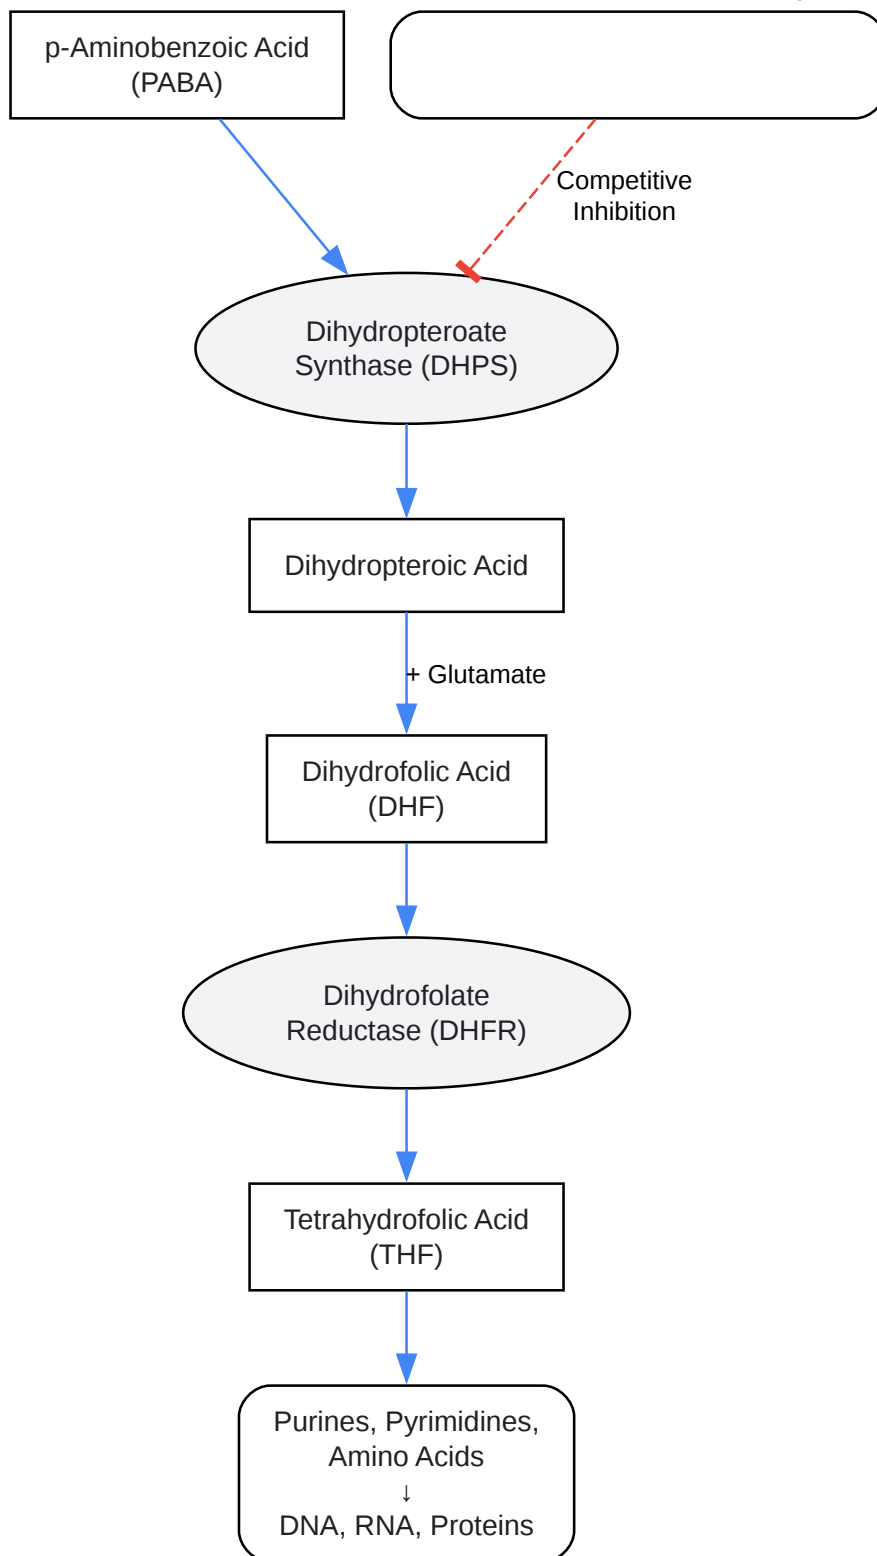 p-Aminobenzoic Acid
(PABA)
Competitive
Inhibition
Dihydropteroate
Synthase (DHPS)
Dihydropteroic Acid
+ Glutamate
Dihydrofolic Acid
(DHF)
Dihydrofolate
Reductase (DHFR)
Tetrahydrofolic Acid
(THF)
Purines, Pyrimidines,
Amino Acids
↓
DNA, RNA, Proteins